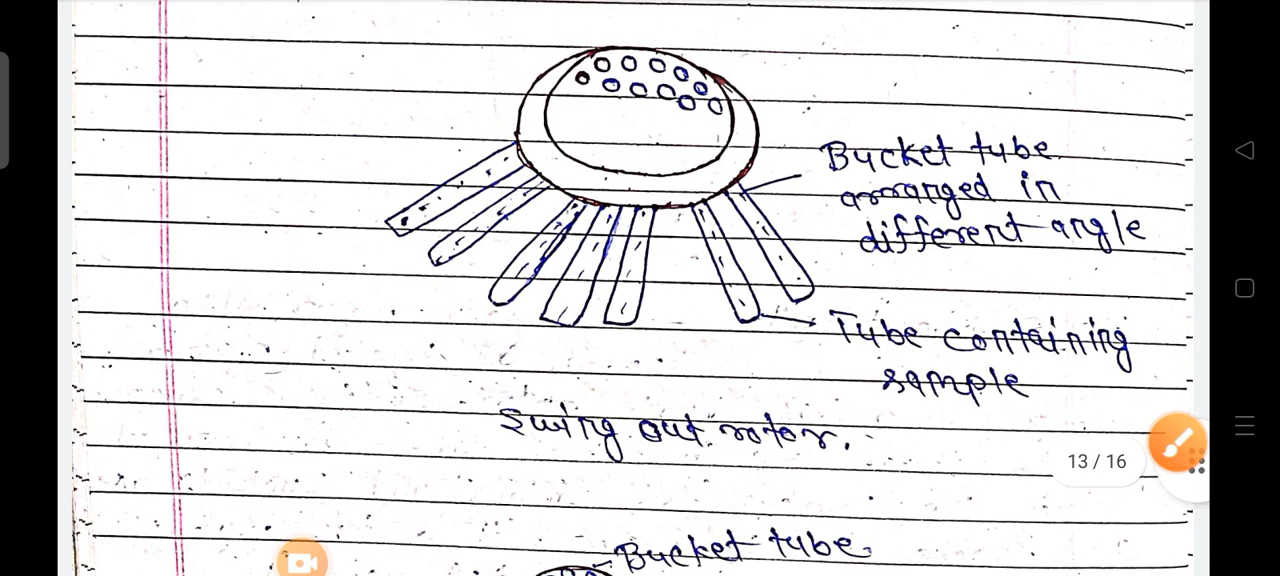 Bucket tube
arranged in
different angle
Tube containing
sample
Swing out rotor.
13 / 16
Bucket tube.